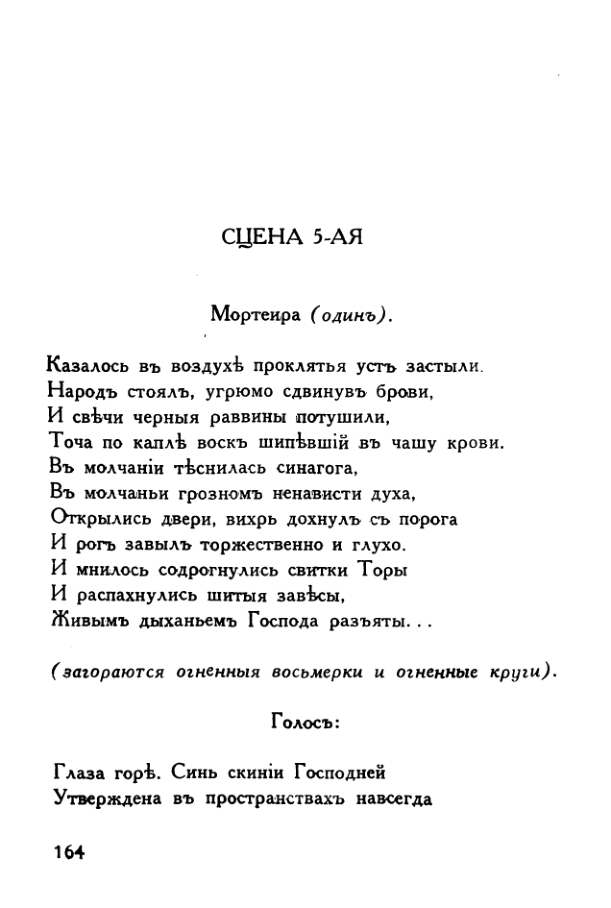 СЦЕНА 5-АЯ
Мортеира (одинъ).
Казалось въ воздухѣ проклятья устъ застыли.
Народъ стоялъ, угрюмо сдвинувъ брови,
И свѣчи черныя раввины потушили,
Точа по каплѣ воскъ шипѣвшій въ чашу крови.
Въ молчаніи тѣснилась синагога,
Въ молчаньи грозномъ ненависти духа,
Открылись двери, вихрь дохнулъ съ порога
И рогъ завылъ торжественно и глухо.
И мнилось содрогнулись свитки Торы
И распахнулись шитыя завѣсы,
Живымъ дыханьемъ Господа разъяты...
(загораются огненныя восьмерки и огненные круги).
Голосъ:
Глаза горѣ. Синь скиніи Господней
Утверждена въ пространствахъ навсегда
164